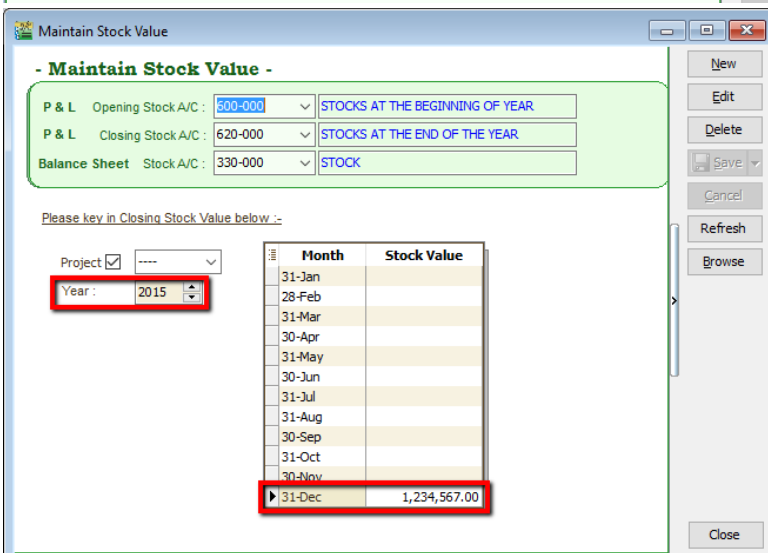 Maintain Stock Value
- Maintain Stock Value -
P & L Opening Stock A/C : 600-000 STOCKS AT THE BEGINNING OF YEAR
P & L Closing Stock A/C : 620-000 STOCKS AT THE END OF THE YEAR
Balance Sheet Stock A/C : 330-000 STOCK
Please key in Closing Stock Value below :-
Project ----
Year : 2015
Month Stock Value
31-Jan
28-Feb
31-Mar
30-Apr
31-May
30-Jun
31-Jul
31-Aug
30-Sep
31-Oct
30-Nov
31-Dec 1,234,567.00
New
Edit
Delete
Save
Cancel
Refresh
Browse
Close